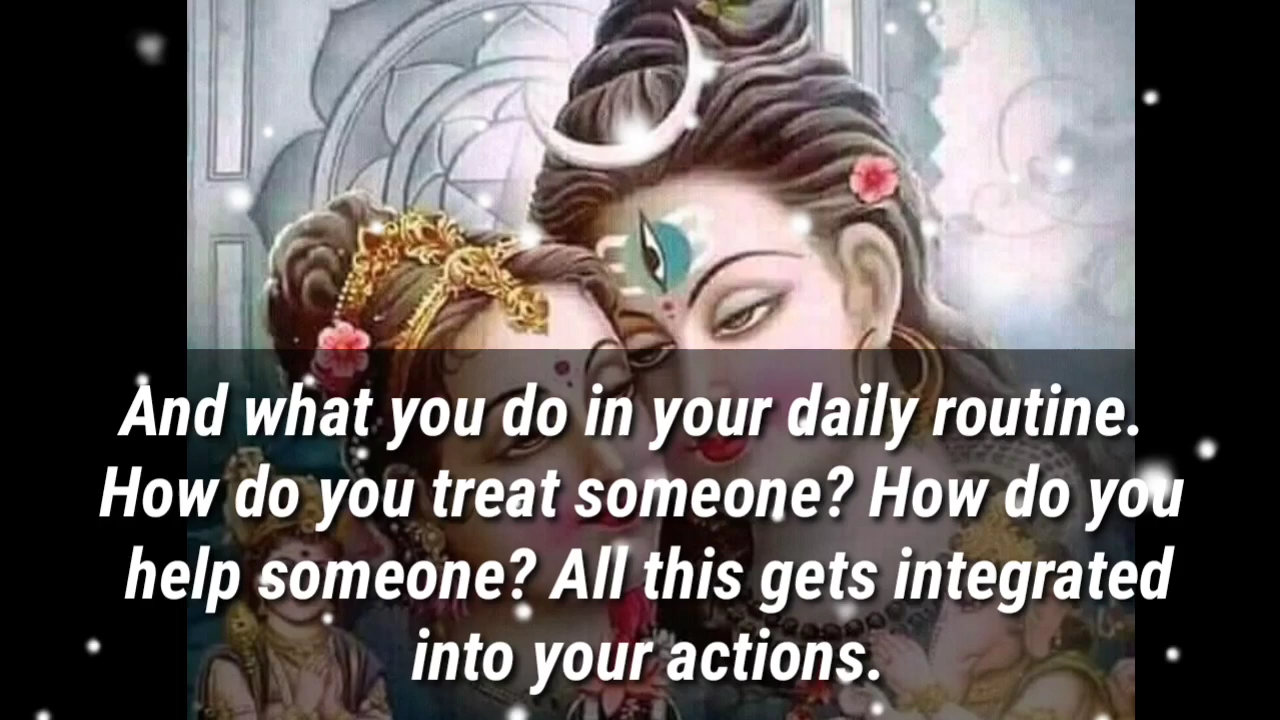 And what you do in your daily routine.
How do you treat someone? How do you
help someone? All this gets integrated
into your actions.